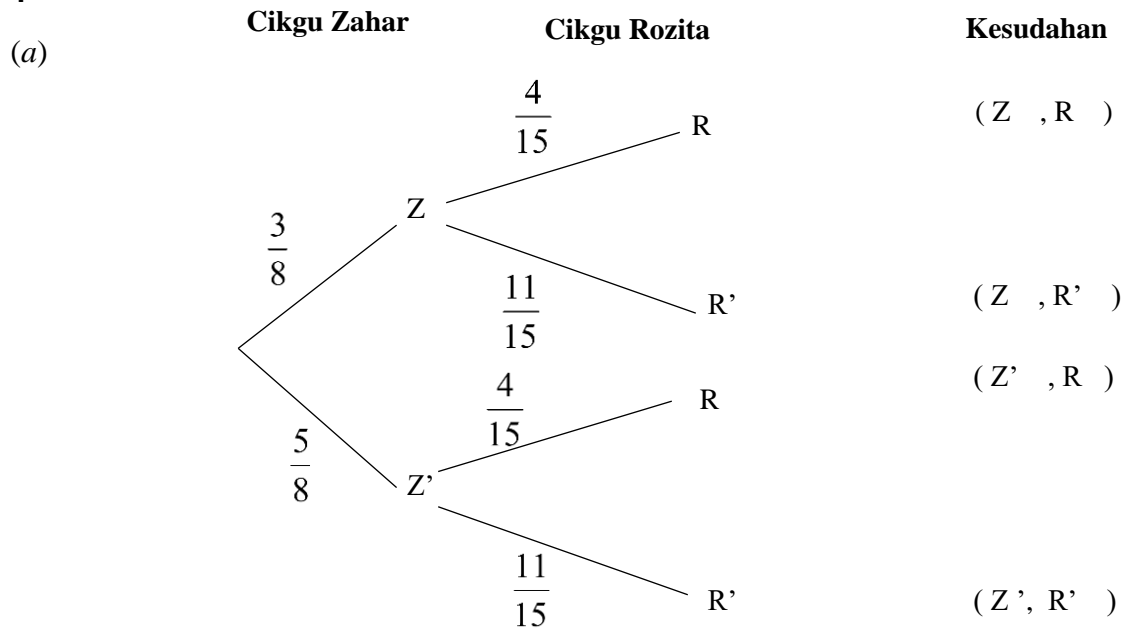 Cikgu Zahar Cikgu Rozita Kesudahan
(a)
4/15 R ( Z , R )
3/8 Z
11/15 R’ ( Z , R’ )
4/15 R ( Z’ , R )
5/8 Z’
11/15 R’ ( Z ’, R’ )